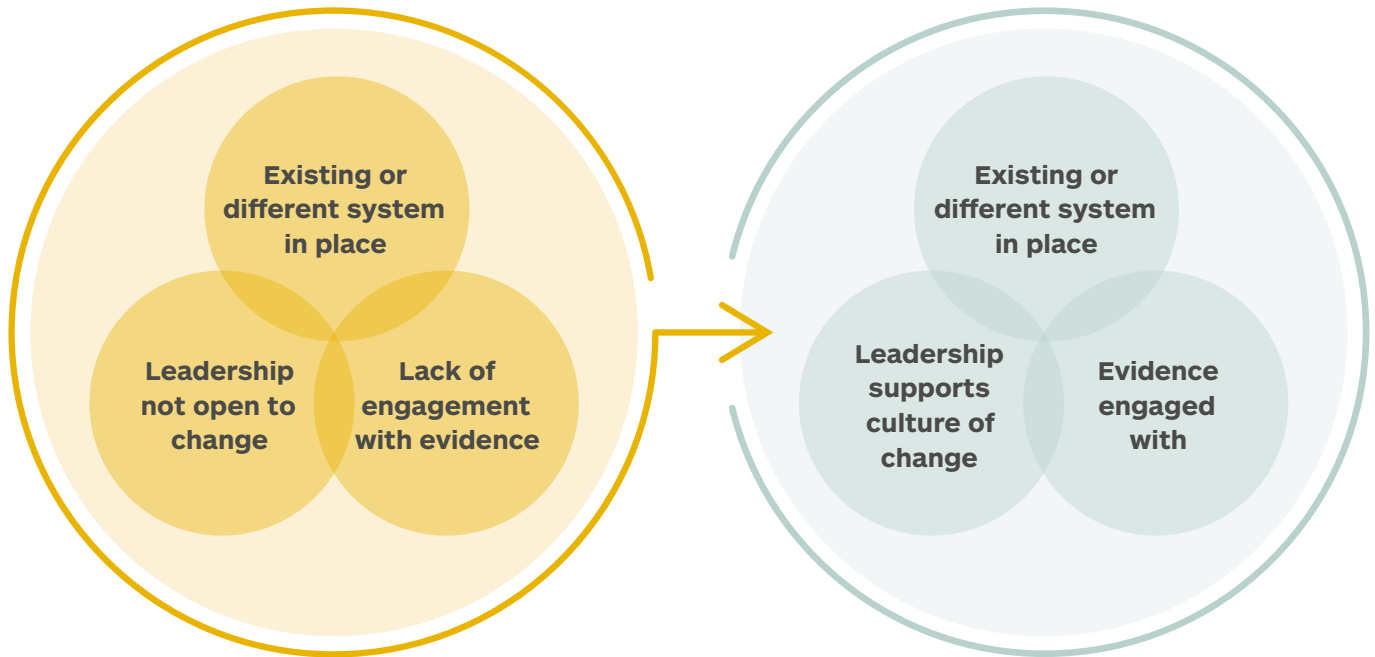 Existing or
different system
in place
Leadership
not open to
change
Lack of
engagement
with evidence
Existing or
different system
in place
Leadership
supports
culture of
change
Evidence
engaged
with